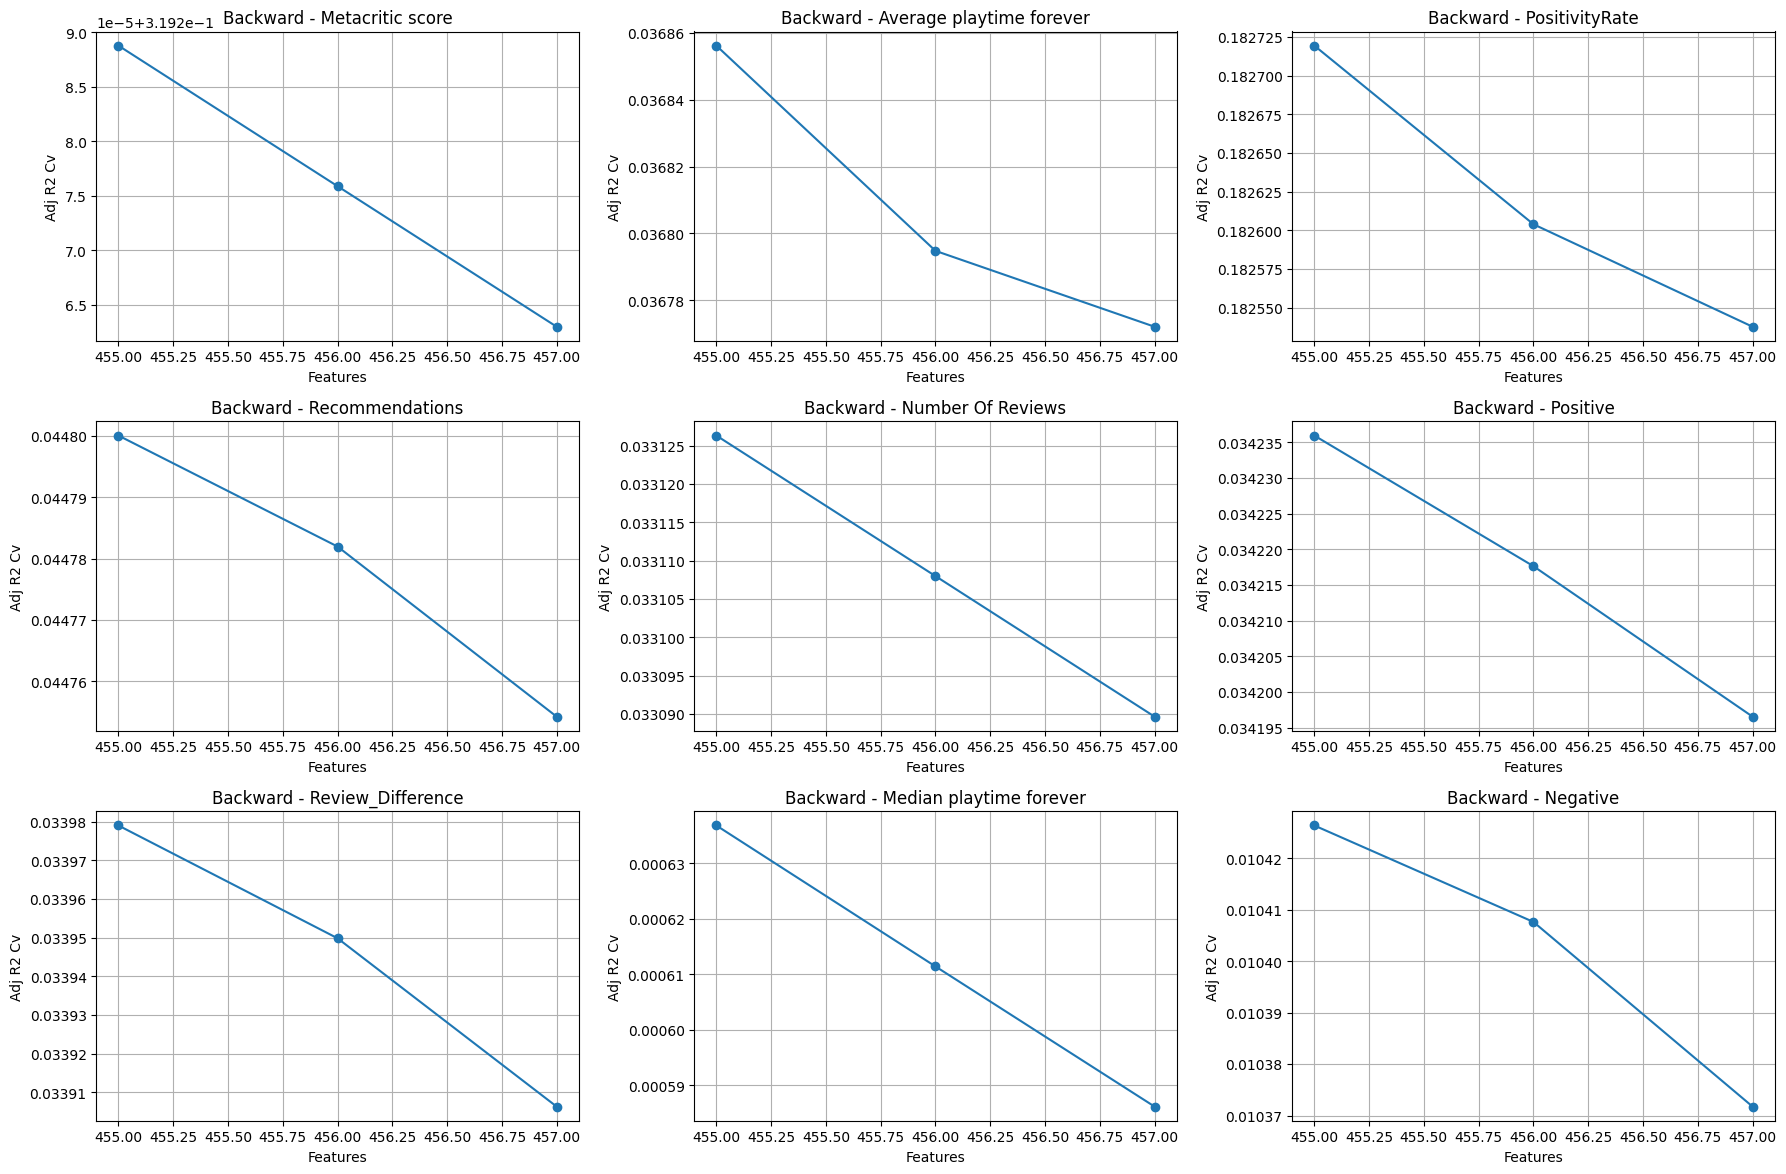 Backward - Metacritic score
1e−5+3.192e−1
9.0
8.5
8.0
7.5
7.0
6.5
Adj R2 Cv
455.00 455.25 455.50 455.75 456.00 456.25 456.50 456.75 457.00
Features
Backward - Average playtime forever
0.03686
0.03684
0.03682
0.03680
0.03678
Adj R2 Cv
455.00 455.25 455.50 455.75 456.00 456.25 456.50 456.75 457.00
Features
Backward - PositivityRate
0.182725
0.182700
0.182675
0.182650
0.182625
0.182600
0.182575
0.182550
Adj R2 Cv
455.00 455.25 455.50 455.75 456.00 456.25 456.50 456.75 457.00
Features
Backward - Recommendations
0.04480
0.04479
0.04478
0.04477
0.04476
Adj R2 Cv
455.00 455.25 455.50 455.75 456.00 456.25 456.50 456.75 457.00
Features
Backward - Number Of Reviews
0.033125
0.033120
0.033115
0.033110
0.033105
0.033100
0.033095
0.033090
Adj R2 Cv
455.00 455.25 455.50 455.75 456.00 456.25 456.50 456.75 457.00
Features
Backward - Positive
0.034235
0.034230
0.034225
0.034220
0.034215
0.034210
0.034205
0.034200
0.034195
Adj R2 Cv
455.00 455.25 455.50 455.75 456.00 456.25 456.50 456.75 457.00
Features
Backward - Review_Difference
0.03398
0.03397
0.03396
0.03395
0.03394
0.03393
0.03392
0.03391
Adj R2 Cv
455.00 455.25 455.50 455.75 456.00 456.25 456.50 456.75 457.00
Features
Backward - Median playtime forever
0.00063
0.00062
0.00061
0.00060
0.00059
Adj R2 Cv
455.00 455.25 455.50 455.75 456.00 456.25 456.50 456.75 457.00
Features
Backward - Negative
0.01042
0.01041
0.01040
0.01039
0.01038
0.01037
Adj R2 Cv
455.00 455.25 455.50 455.75 456.00 456.25 456.50 456.75 457.00
Features